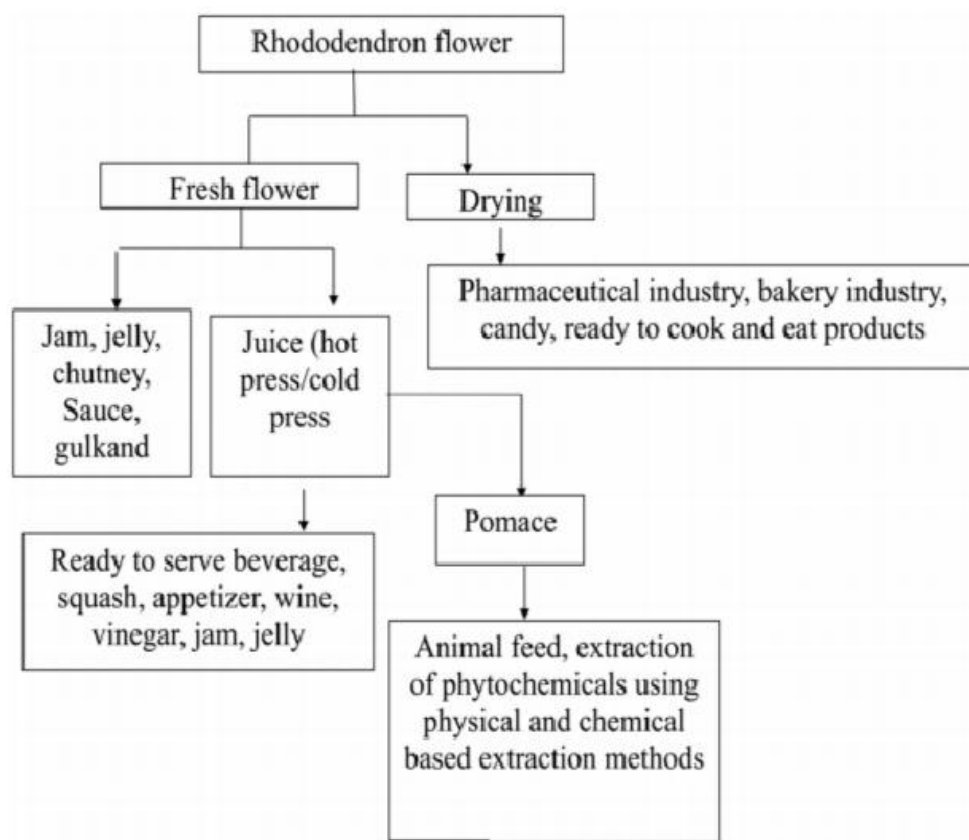 Rhododendron flower
Fresh flower
Drying
Pharmaceutical industry, bakery industry,
candy, ready to cook and eat products
Jam, jelly,
chutney,
Sauce,
gulkand
Juice (hot
press/cold
press
Pomace
Ready to serve beverage,
squash, appetizer, wine,
vinegar, jam, jelly
Animal feed, extraction
of phytochemicals using
physical and chemical
based extraction methods